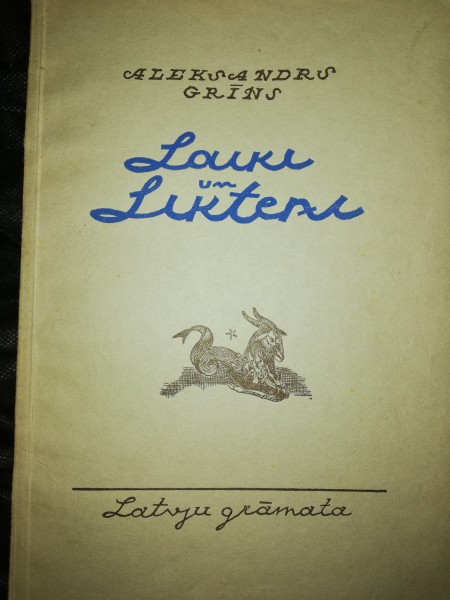 ALEKSANDRS
GRĪNS
Laiki
un
Likteņi
Latvju grāmata